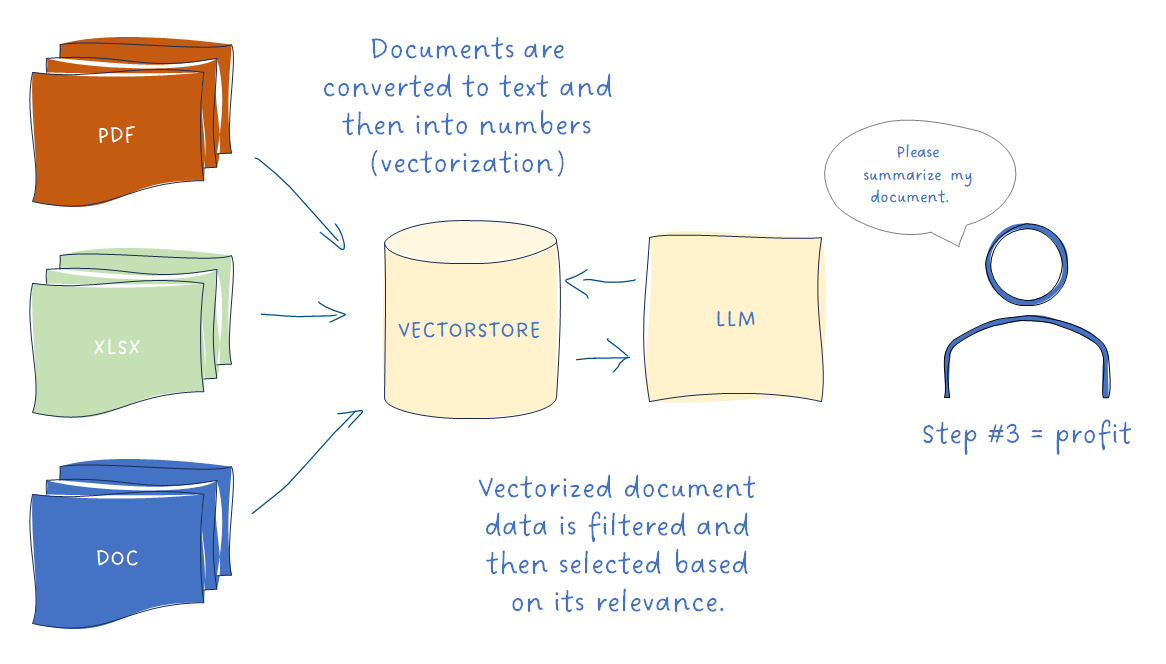 PDF
Documents are
converted to text and
then into numbers
(vectorization)
Please
summarize my
document.
XLSX
VECTORSTORE
LLM
Step #3 = profit
DOC
Vectorized document
data is filtered and
then selected based
on its relevance.